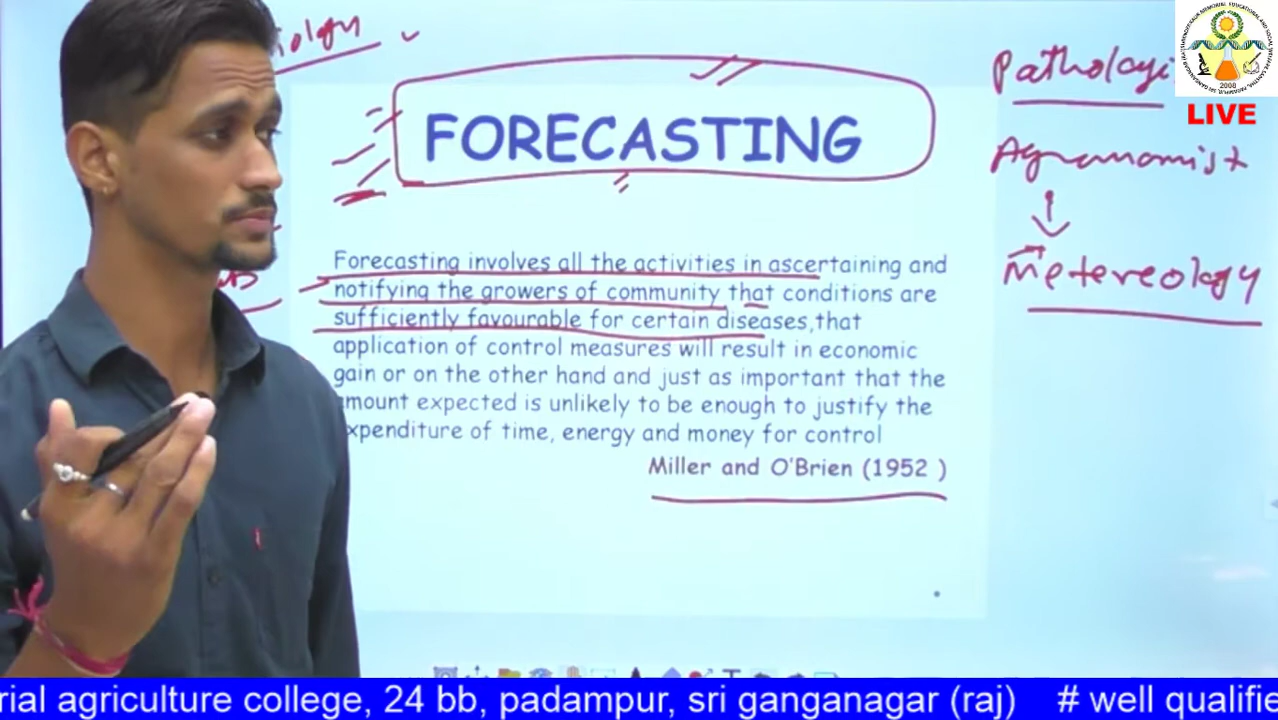 FORECASTING
Pathologi
LIVE
Agronomist
Metereology
Forecasting involves all the activities in ascertaining and
notifying the growers of community that conditions are
sufficiently favourable for certain diseases,that
application of control measures will result in economic
gain or on the other hand and just as important that the
mount expected is unlikely to be enough to justify the
xpenditure of time, energy and money for control
Miller and O'Brien (1952 )
2008
rial agriculture college, 24 bb, padampur, sri ganganagar (raj) # well qualifie